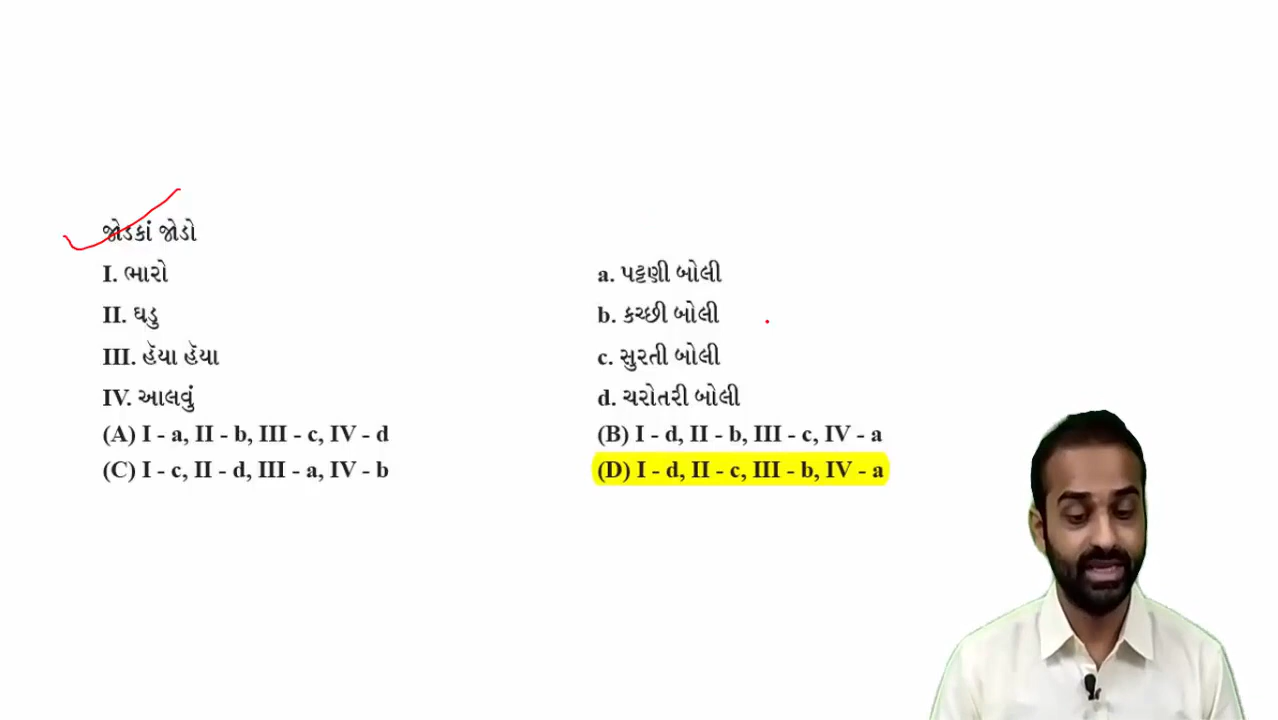 જોડકાં જોડો
I. ભારો
a. પટ્ટણી બોલી
II. ઘડુ
b. કચ્છી બોલી
III. હૅયા હૅયા
c. સુરતી બોલી
IV. આલવું
d. ચરોતરી બોલી
(A) I - a, II - b, III - c, IV - d
(B) I - d, II - b, III - c, IV - a
(C) I - c, II - d, III - a, IV - b
(D) I - d, II - c, III - b, IV - a